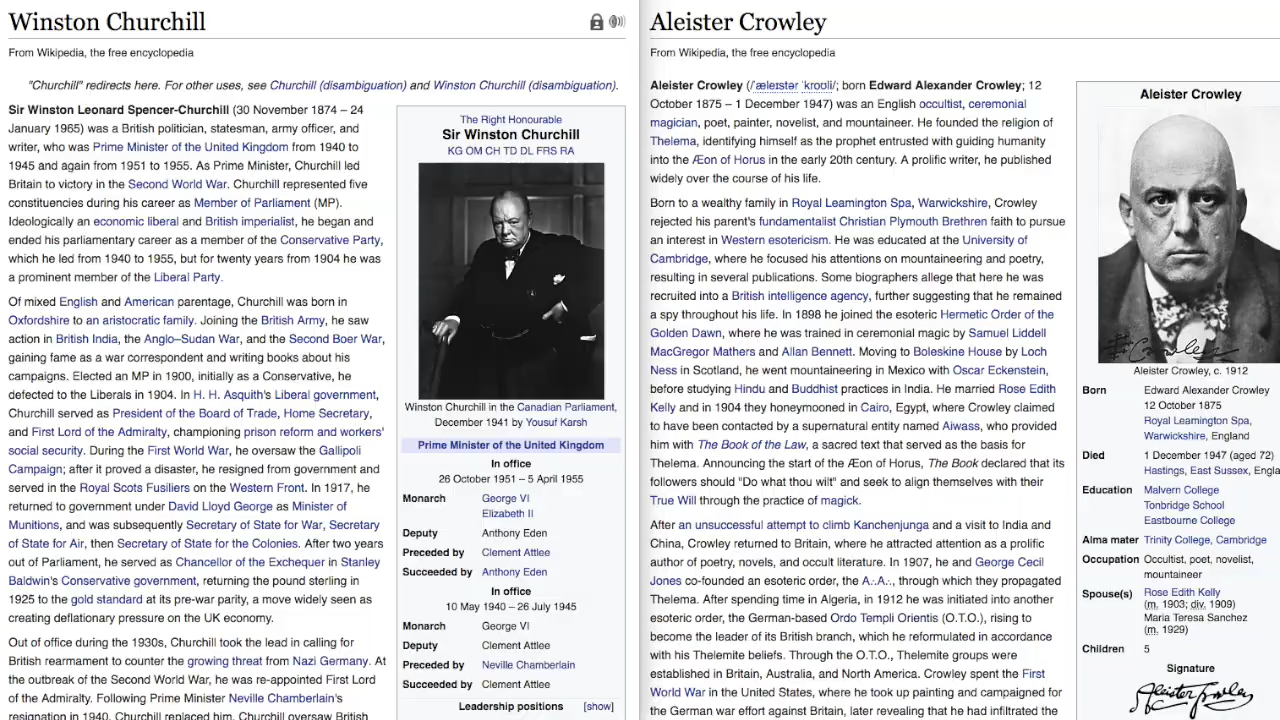 Winston Churchill
From Wikipedia, the free encyclopedia
"Churchill" redirects here. For other uses, see Churchill (disambiguation) and Winston Churchill (disambiguation).
Sir Winston Leonard Spencer-Churchill (30 November 1874 – 24
January 1965) was a British politician, statesman, army officer, and
writer, who was Prime Minister of the United Kingdom from 1940 to
1945 and again from 1951 to 1955. As Prime Minister, Churchill led
Britain to victory in the Second World War. Churchill represented five
constituencies during his career as Member of Parliament (MP).
Ideologically an economic liberal and British imperialist, he began and
ended his parliamentary career as a member of the Conservative Party,
which he led from 1940 to 1955, but for twenty years from 1904 he was
a prominent member of the Liberal Party.
Of mixed English and American parentage, Churchill was born in
Oxfordshire to an aristocratic family. Joining the British Army, he saw
action in British India, the Anglo–Sudan War, and the Second Boer War,
gaining fame as a war correspondent and writing books about his
campaigns. Elected an MP in 1900, initially as a Conservative, he
defected to the Liberals in 1904. In H. H. Asquith's Liberal government,
Churchill served as President of the Board of Trade, Home Secretary,
and First Lord of the Admiralty, championing prison reform and workers'
social security. During the First World War, he oversaw the Gallipoli
Campaign; after it proved a disaster, he resigned from government and
served in the Royal Scots Fusiliers on the Western Front. In 1917, he
returned to government under David Lloyd George as Minister of
Munitions, and was subsequently Secretary of State for War, Secretary
of State for Air, then Secretary of State for the Colonies. After two years
out of Parliament, he served as Chancellor of the Exchequer in Stanley
Baldwin's Conservative government, returning the pound sterling in
1925 to the gold standard at its pre-war parity, a move widely seen as
creating deflationary pressure on the UK economy.
Out of office during the 1930s, Churchill took the lead in calling for
British rearmament to counter the growing threat from Nazi Germany. At
the outbreak of the Second World War, he was re-appointed First Lord
of the Admiralty. Following Prime Minister Neville Chamberlain's
resignation in 1940, Churchill replaced him. Churchill oversaw British
The Right Honourable
Sir Winston Churchill
KG OM CH TD DL FRS RA
Winston Churchill in the Canadian Parliament,
December 1941 by Yousuf Karsh
Prime Minister of the United Kingdom
In office
26 October 1951 – 5 April 1955
Monarch George VI
Elizabeth II
Deputy Anthony Eden
Preceded by Clement Attlee
Succeeded by Anthony Eden
In office
10 May 1940 – 26 July 1945
Monarch George VI
Deputy Clement Attlee
Preceded by Neville Chamberlain
Succeeded by Clement Attlee
Leadership positions [show]
Aleister Crowley
From Wikipedia, the free encyclopedia
Aleister Crowley (/ˈælɪstər ˈkroʊli/; born Edward Alexander Crowley; 12
October 1875 – 1 December 1947) was an English occultist, ceremonial
magician, poet, painter, novelist, and mountaineer. He founded the religion of
Thelema, identifying himself as the prophet entrusted with guiding humanity
into the Æon of Horus in the early 20th century. A prolific writer, he published
widely over the course of his life.
Born to a wealthy family in Royal Leamington Spa, Warwickshire, Crowley
rejected his parent's fundamentalist Christian Plymouth Brethren faith to pursue
an interest in Western esotericism. He was educated at the University of
Cambridge, where he focused his attentions on mountaineering and poetry,
resulting in several publications. Some biographers allege that here he was
recruited into a British intelligence agency, further suggesting that he remained
a spy throughout his life. In 1898 he joined the esoteric Hermetic Order of the
Golden Dawn, where he was trained in ceremonial magic by Samuel Liddell
MacGregor Mathers and Allan Bennett. Moving to Boleskine House by Loch
Ness in Scotland, he went mountaineering in Mexico with Oscar Eckenstein,
before studying Hindu and Buddhist practices in India. He married Rose Edith
Kelly and in 1904 they honeymooned in Cairo, Egypt, where Crowley claimed
to have been contacted by a supernatural entity named Aiwass, who provided
him with The Book of the Law, a sacred text that served as the basis for
Thelema. Announcing the start of the Æon of Horus, The Book declared that its
followers should "Do what thou wilt" and seek to align themselves with their
True Will through the practice of magick.
After an unsuccessful attempt to climb Kanchenjunga and a visit to India and
China, Crowley returned to Britain, where he attracted attention as a prolific
author of poetry, novels, and occult literature. In 1907, he and George Cecil
Jones co-founded an esoteric order, the A∴A∴, through which they propagated
Thelema. After spending time in Algeria, in 1912 he was initiated into another
esoteric order, the German-based Ordo Templi Orientis (O.T.O.), rising to
become the leader of its British branch, which he reformulated in accordance
with his Thelemite beliefs. Through the O.T.O., Thelemite groups were
established in Britain, Australia, and North America. Crowley spent the First
World War in the United States, where he took up painting and campaigned for
the German war effort against Britain, later revealing that he had infiltrated the
Aleister Crowley
Aleister Crowley, c. 1912
Born Edward Alexander Crowley
12 October 1875
Royal Leamington Spa,
Warwickshire, England
Died 1 December 1947 (aged 72)
Hastings, East Sussex, Engla
Education Malvern College
Tonbridge School
Eastbourne College
Alma mater Trinity College, Cambridge
Occupation Occultist, poet, novelist,
mountaineer
Spouse(s) Rose Edith Kelly
(m. 1903; div. 1909)
Maria Teresa Sanchez
(m. 1929)
Children 5
Signature
Aleister Crowley